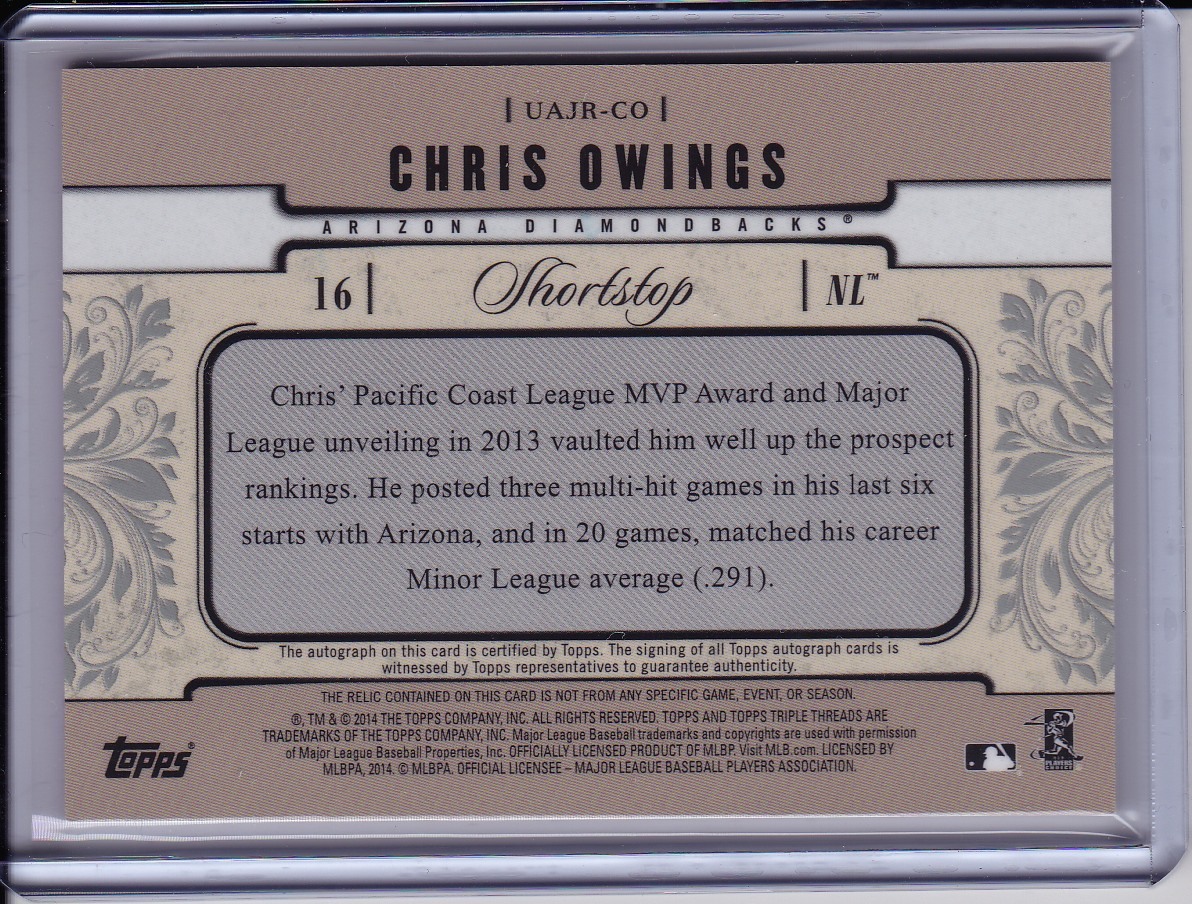 | UAJR-CO |
CHRIS OWINGS
ARIZONA DIAMONDBACKS®
16 | Shortstop | NL™
Chris' Pacific Coast League MVP Award and Major
League unveiling in 2013 vaulted him well up the prospect
rankings. He posted three multi-hit games in his last six
starts with Arizona, and in 20 games, matched his career
Minor League average (.291).
The autograph on this card is certified by Topps. The signing of all Topps autograph cards is
witnessed by Topps representatives to guarantee authenticity.
THE RELIC CONTAINED ON THIS CARD IS NOT FROM ANY SPECIFIC GAME, EVENT, OR SEASON.
®, TM & © 2014 THE TOPPS COMPANY, INC. ALL RIGHTS RESERVED. TOPPS AND TOPPS TRIPLE THREADS ARE
TRADEMARKS OF THE TOPPS COMPANY, INC. Major League Baseball trademarks and copyrights are used with permission
of Major League Baseball Properties, Inc. OFFICIALLY LICENSED PRODUCT OF MLBP. Visit MLB.com. LICENSED BY
MLBPA, 2014. © MLBPA. OFFICIAL LICENSEE – MAJOR LEAGUE BASEBALL PLAYERS ASSOCIATION.
Topps®
PLAYERS
CHOICE